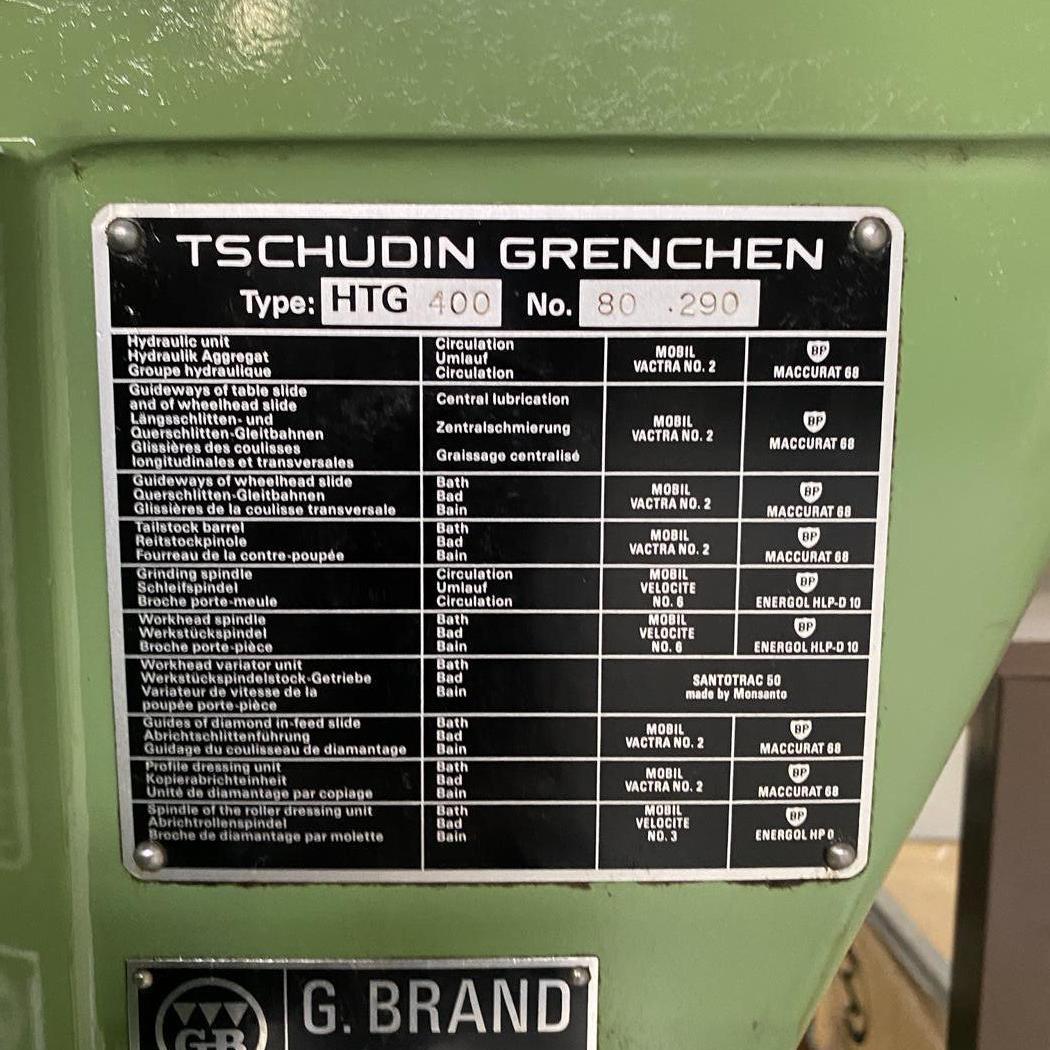 TSCHUDIN GRENCHEN
Type: HTG 400 No. 80 .290
Hydraulic unit
Hydraulik Aggregat
Groupe hydraulique
Circulation
Umlauf
Circulation
MOBIL
VACTRA NO. 2
BP
MACCURAT 68
Guideways of table slide
and of wheelhead slide
Längsschlitten- und
Querschlitten-Gleitbahnen
Glissières des coulisses
longitudinales et transversales
Central lubrication
Zentralschmierung
Graissage centralisé
MOBIL
VACTRA NO. 2
BP
MACCURAT 68
Guideways of wheelhead slide
Querschlitten-Gleitbahnen
Glissières de la coulisse transversale
Bath
Bad
Bain
MOBIL
VACTRA NO. 2
BP
MACCURAT 68
Tailstock barrel
Reitstockpinole
Fourreau de la contre-poupée
Bath
Bad
Bain
MOBIL
VACTRA NO. 2
BP
MACCURAT 68
Grinding spindle
Schleifspindel
Broche porte-meule
Circulation
Umlauf
Circulation
MOBIL
VELOCITE
NO. 6
BP
ENERGOL HLP-D 10
Workhead spindle
Werkstückspindel
Broche porte-pièce
Bath
Bad
Bain
MOBIL
VELOCITE
NO. 6
BP
ENERGOL HLP-D 10
Workhead variator unit
Werkstückspindelstock-Getriebe
Variateur de vitesse de la
poupée porte-pièce
Bath
Bad
Bain
SANTOTRAC 50
made by Monsanto
Guides of diamond in-feed slide
Abrichtschlittenführung
Guidage du coulisseau de diamantage
Bath
Bad
Bain
MOBIL
VACTRA NO. 2
BP
MACCURAT 68
Profile dressing unit
Kopierabrichteinheit
Unité de diamantage par copiage
Bath
Bad
Bain
MOBIL
VACTRA NO. 2
BP
MACCURAT 68
Spindle of the roller dressing unit
Abrichtrollenspindel
Broche de diamantage par molette
Bath
Bad
Bain
MOBIL
VELOCITE
NO. 3
BP
ENERGOL HP 0
G. BRAND
G-B